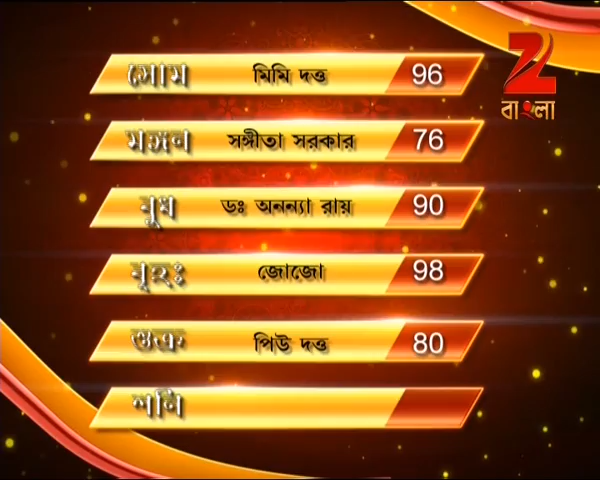 সোম মিমি দত্ত 96
Z
বাংলা
মঙ্গল সঙ্গীতা সরকার 76
বুধ ডঃ অনন্যা রায় 90
বৃহঃ জোজো 98
শুক্র পিউ দত্ত 80
শনি